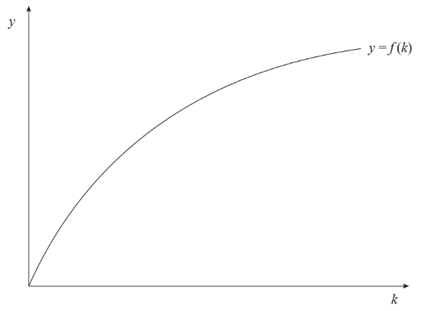 y
y = f(k)
k